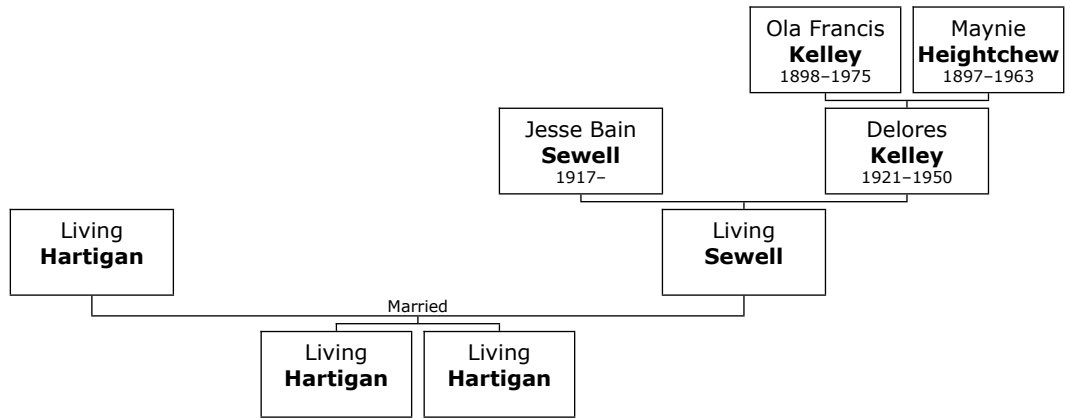 Ola Francis
Kelley
1898–1975
Maynie
Heightchew
1897–1963
Jesse Bain
Sewell
1917–
Delores
Kelley
1921–1950
Living
Hartigan
Living
Sewell
Married
Living
Hartigan
Living
Hartigan